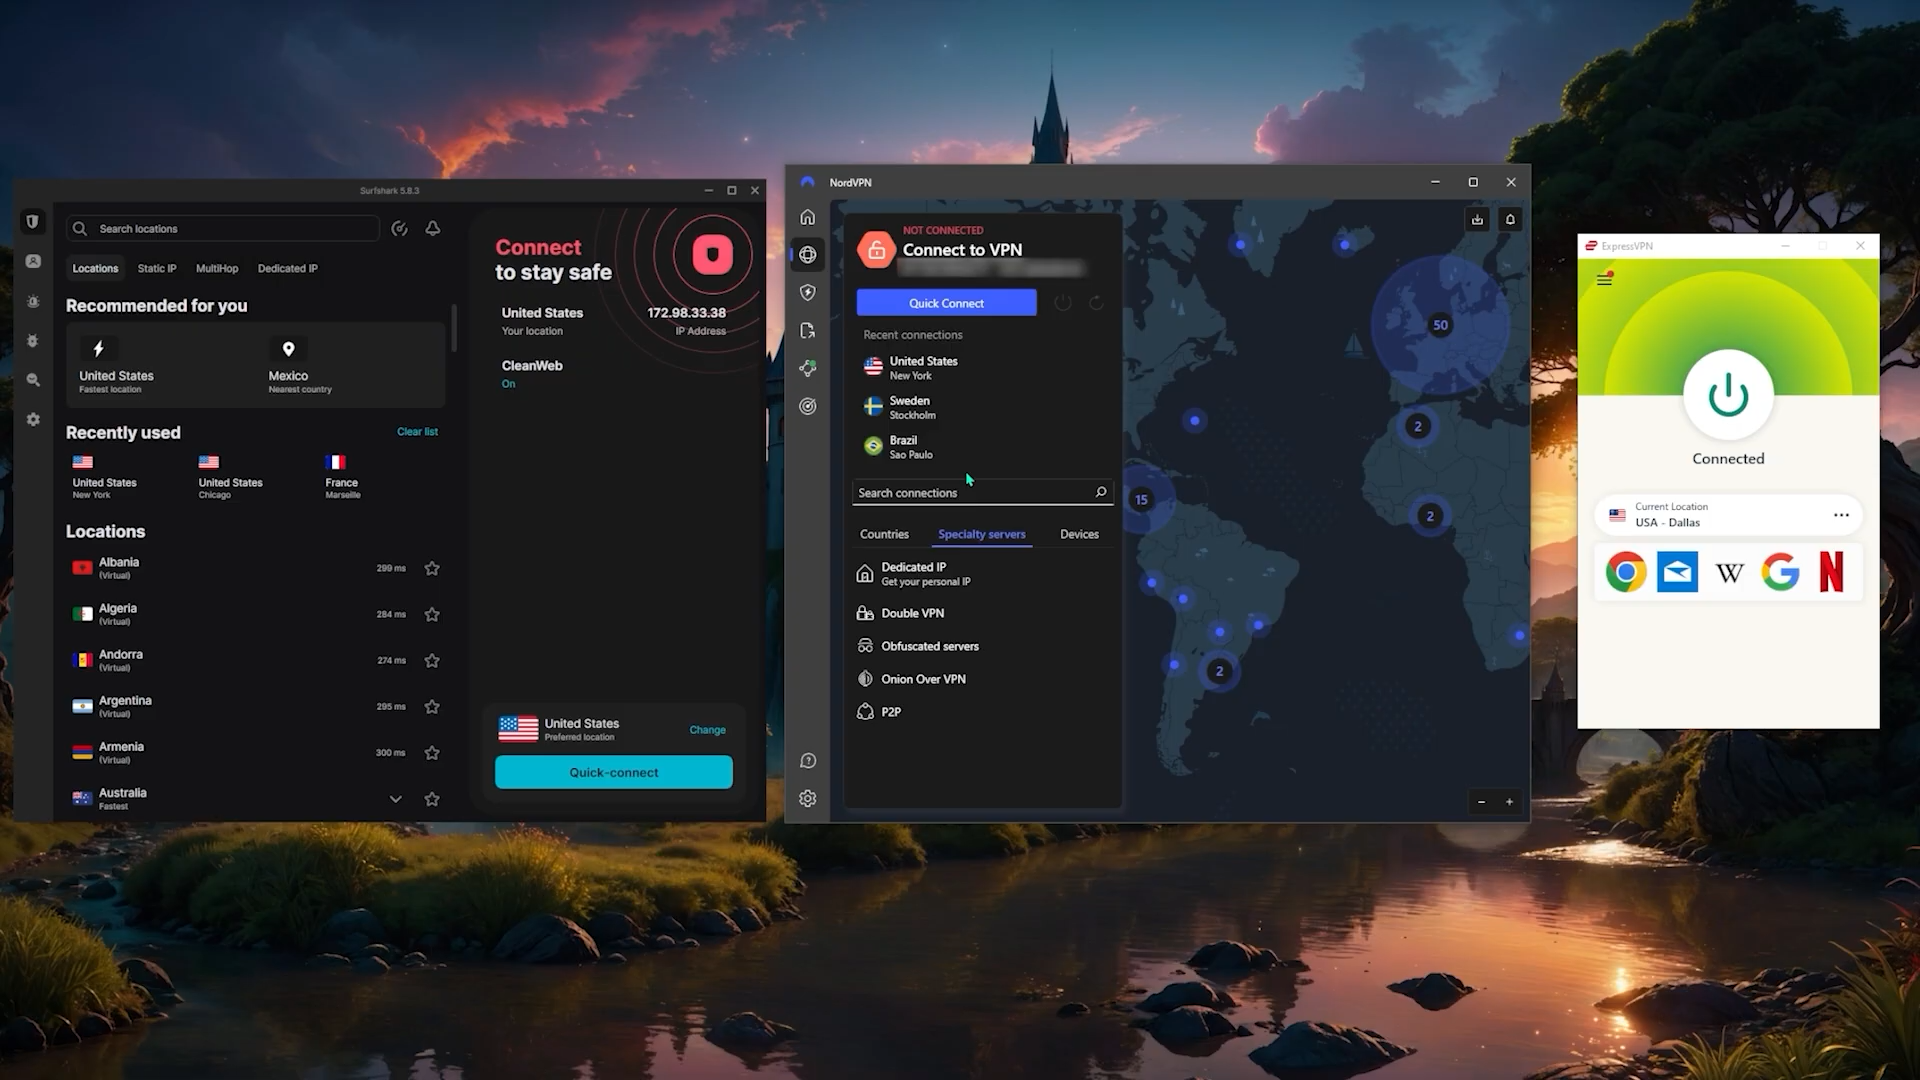 Surfshark 5.8.3
Search locations
Locations
Static IP
MultiHop
Dedicated IP
Recommended for you
United States
Fastest location
Mexico
Nearest country
Recently used
Clear list
United States
New York
United States
Chicago
France
Marseille
Locations
Albania
(Virtual)
299 ms
Algeria
(Virtual)
284 ms
Andorra
(Virtual)
274 ms
Argentina
(Virtual)
295 ms
Armenia
(Virtual)
300 ms
Australia
Fastest
Connect
to stay safe
United States
Your location
172.98.33.38
IP Address
CleanWeb
On
United States
Preferred location
Change
Quick-connect
NordVPN
NOT CONNECTED
Connect to VPN
Quick Connect
Recent connections
United States
New York
Sweden
Stockholm
Brazil
Sao Paulo
Search connections
Countries
Specialty servers
Devices
Dedicated IP
Get your personal IP
Double VPN
Obfuscated servers
Onion Over VPN
P2P
50
2
15
2
2
ExpressVPN
Connected
Current Location
USA - Dallas
W
G
N